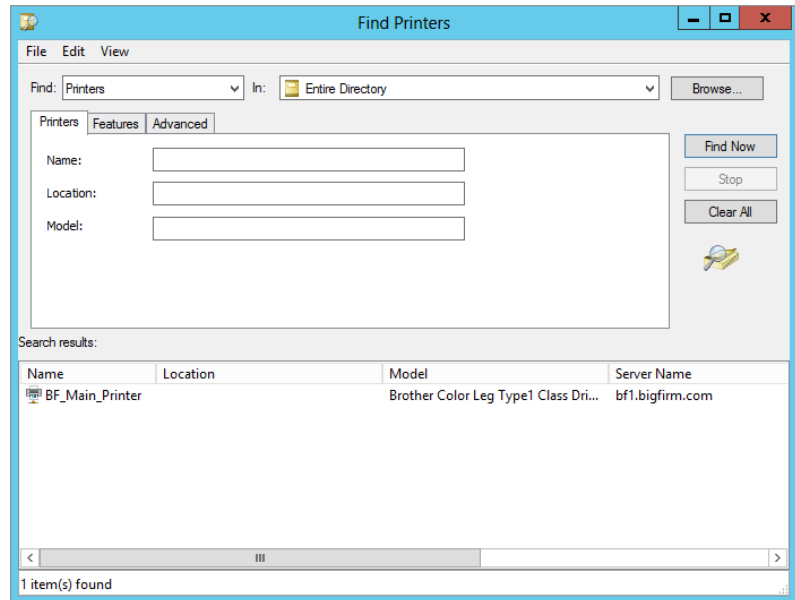 Find Printers
File Edit View
Find: Printers In: Entire Directory Browse...
Printers Features Advanced
Name:
Location:
Model:
Find Now
Stop
Clear All
Search results:
Name Location Model Server Name
BF_Main_Printer Brother Color Leg Type1 Class Dri... bf1.bigfirm.com
1 item(s) found